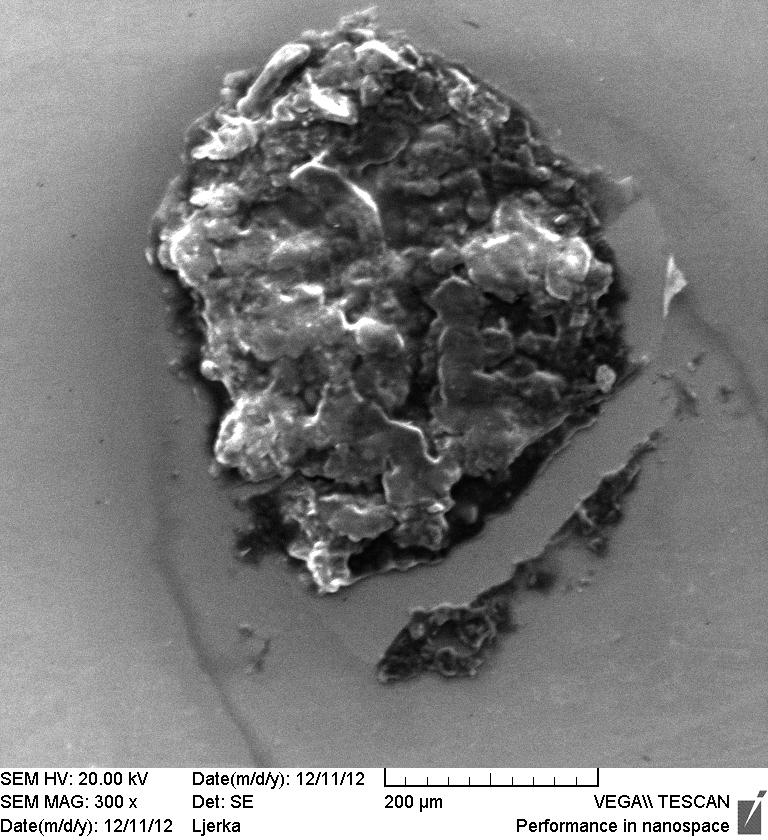 SEM HV: 20.00 kV Date(m/d/y): 12/11/12
SEM MAG: 300 x Det: SE 200 µm VEGA\\ TESCAN
Date(m/d/y): 12/11/12 Ljerka Performance in nanospace